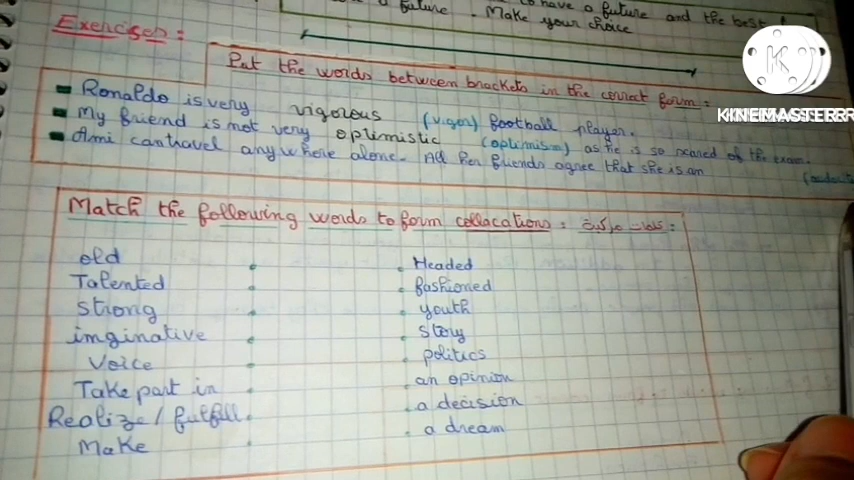 to have a future and the best
a future. Make your choice
Exercises:
Put the words between brackets in the correct form:
Ronaldo is very vigorous (vigor) football player.
My friend is not very optimistic (optimism) as he is so scared of the exam.
Ami can travel anywhere alone. All her friends agree that she is an
Match the following words to form collacations: كلمات مركبة:
old . . Headed
Talented . . fashioned
strong . . youth
imginative . . story
Voice . . politics
Take part in . . an opinion
Realize / fulfill . . a decision
Make . . a dream
K
KINEMASTER